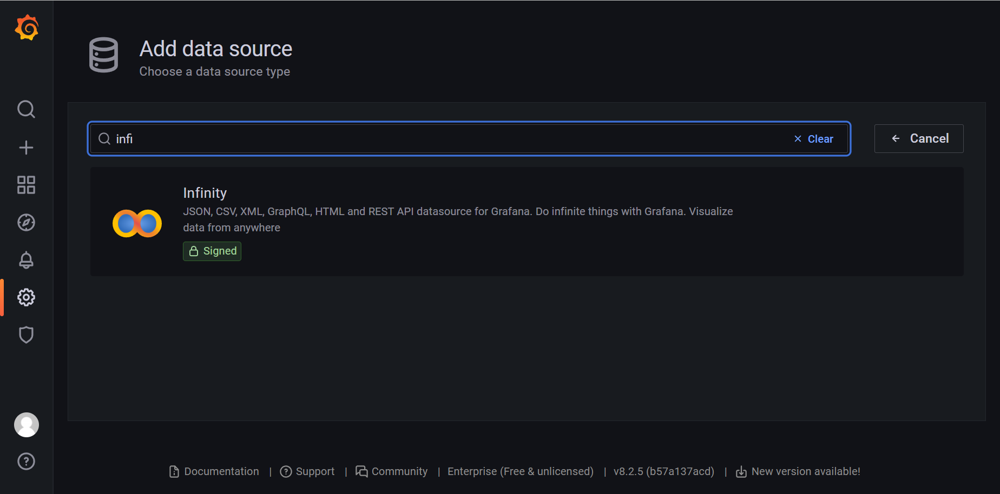 Add data source
Choose a data source type
infi
Clear
Cancel
Infinity
JSON, CSV, XML, GraphQL, HTML and REST API datasource for Grafana. Do infinite things with Grafana. Visualize
data from anywhere
Signed
Documentation | Support | Community | Enterprise (Free & unlicensed) | v8.2.5 (b57a137acd) | New version available!